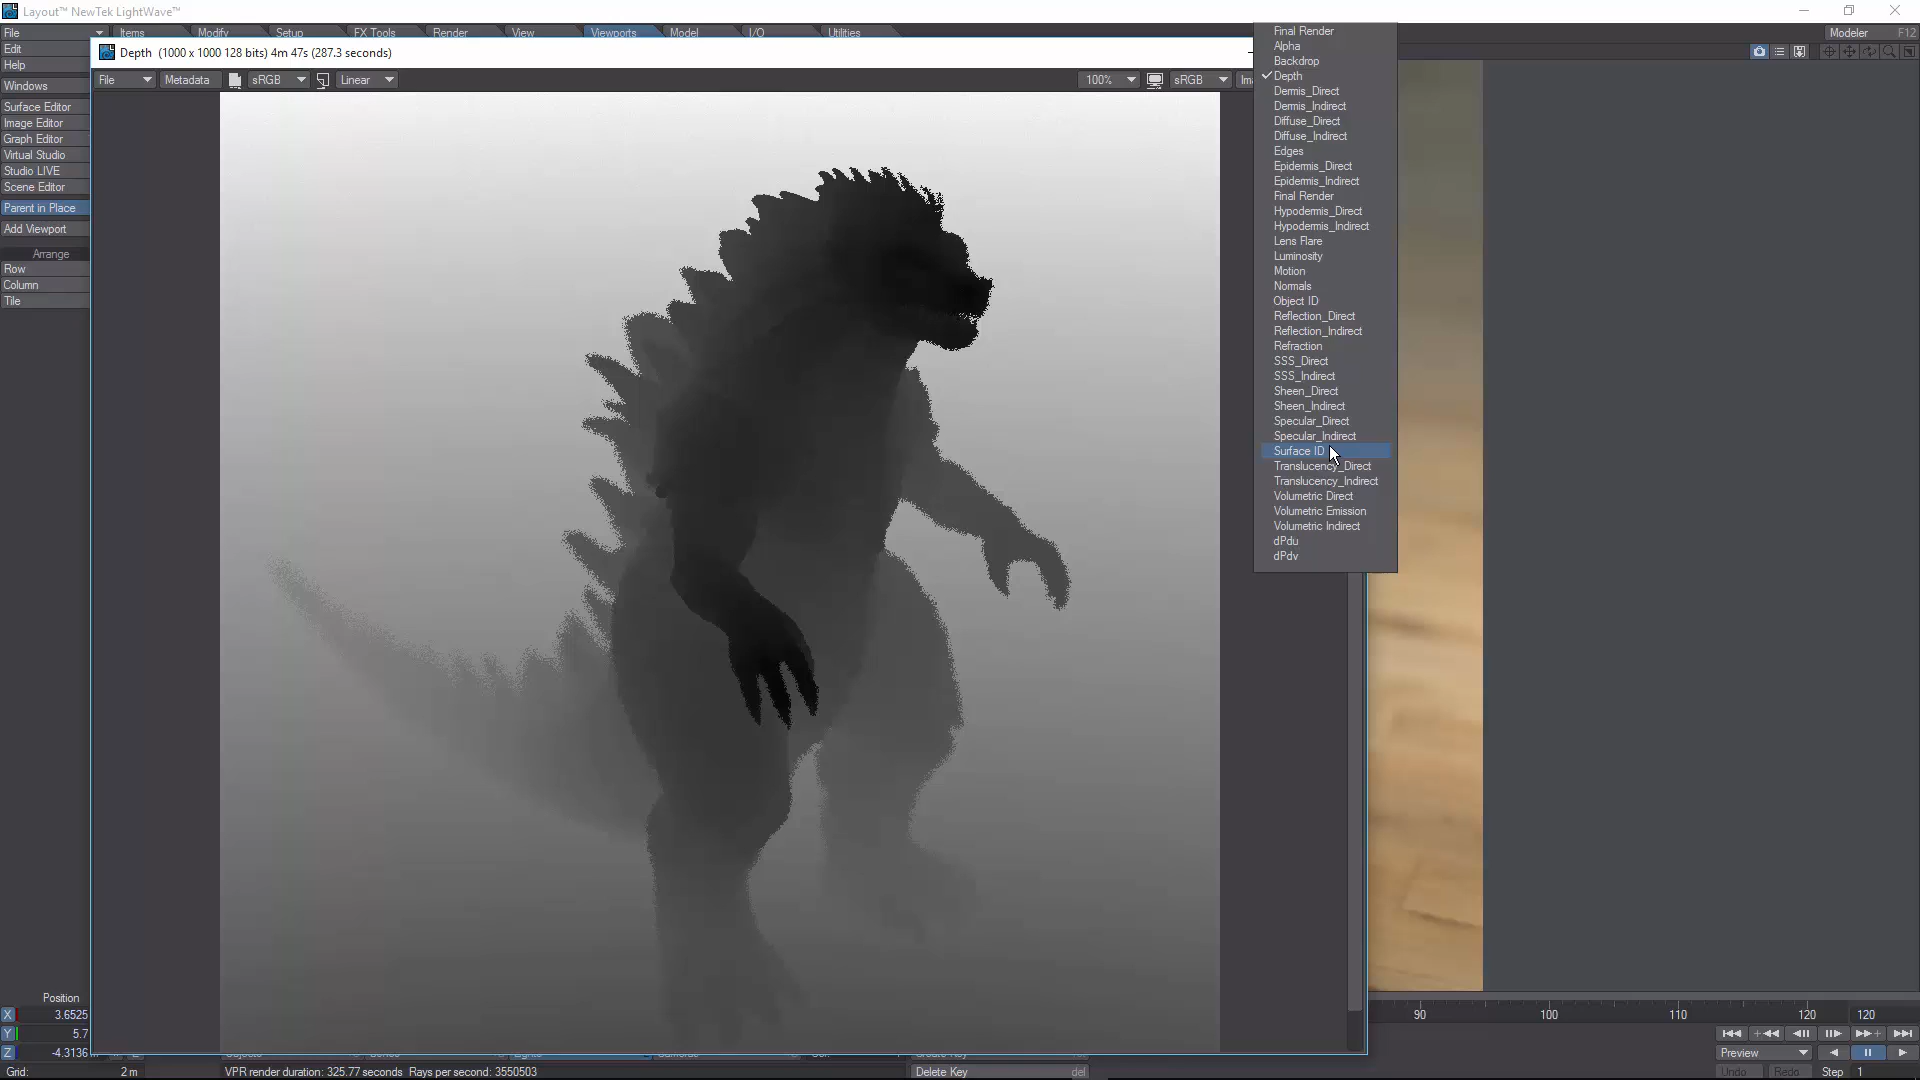 Layout™ NewTek LightWave™
File Items Modify Setup FX Tools Render View Viewports Model I/O Utilities Modeler F12
Edit
Help
Windows
Surface Editor
Image Editor
Graph Editor
Virtual Studio
Studio LIVE
Scene Editor
Parent in Place
Add Viewport
Arrange
Row
Column
Tile
Depth (1000 x 1000 128 bits) 4m 47s (287.3 seconds)
File Metadata sRGB Linear 100% sRGB
Final Render
Alpha
Backdrop
Depth
Dermis_Direct
Dermis_Indirect
Diffuse_Direct
Diffuse_Indirect
Edges
Epidermis_Direct
Epidermis_Indirect
Final Render
Hypodermis_Direct
Hypodermis_Indirect
Lens Flare
Luminosity
Motion
Normals
Object ID
Reflection_Direct
Reflection_Indirect
Refraction
SSS_Direct
SSS_Indirect
Sheen_Direct
Sheen_Indirect
Specular_Direct
Specular_Indirect
Surface ID
Translucency_Direct
Translucency_Indirect
Volumetric Direct
Volumetric Emission
Volumetric Indirect
dPdu
dPdv
Position
X 3.6525
Y 5.7
Z -4.3136
Grid: 2 m
VPR render duration: 325.77 seconds Rays per second: 3550503
Delete Key del
90 100 110 120 120
Preview
Undo Redo Step 1